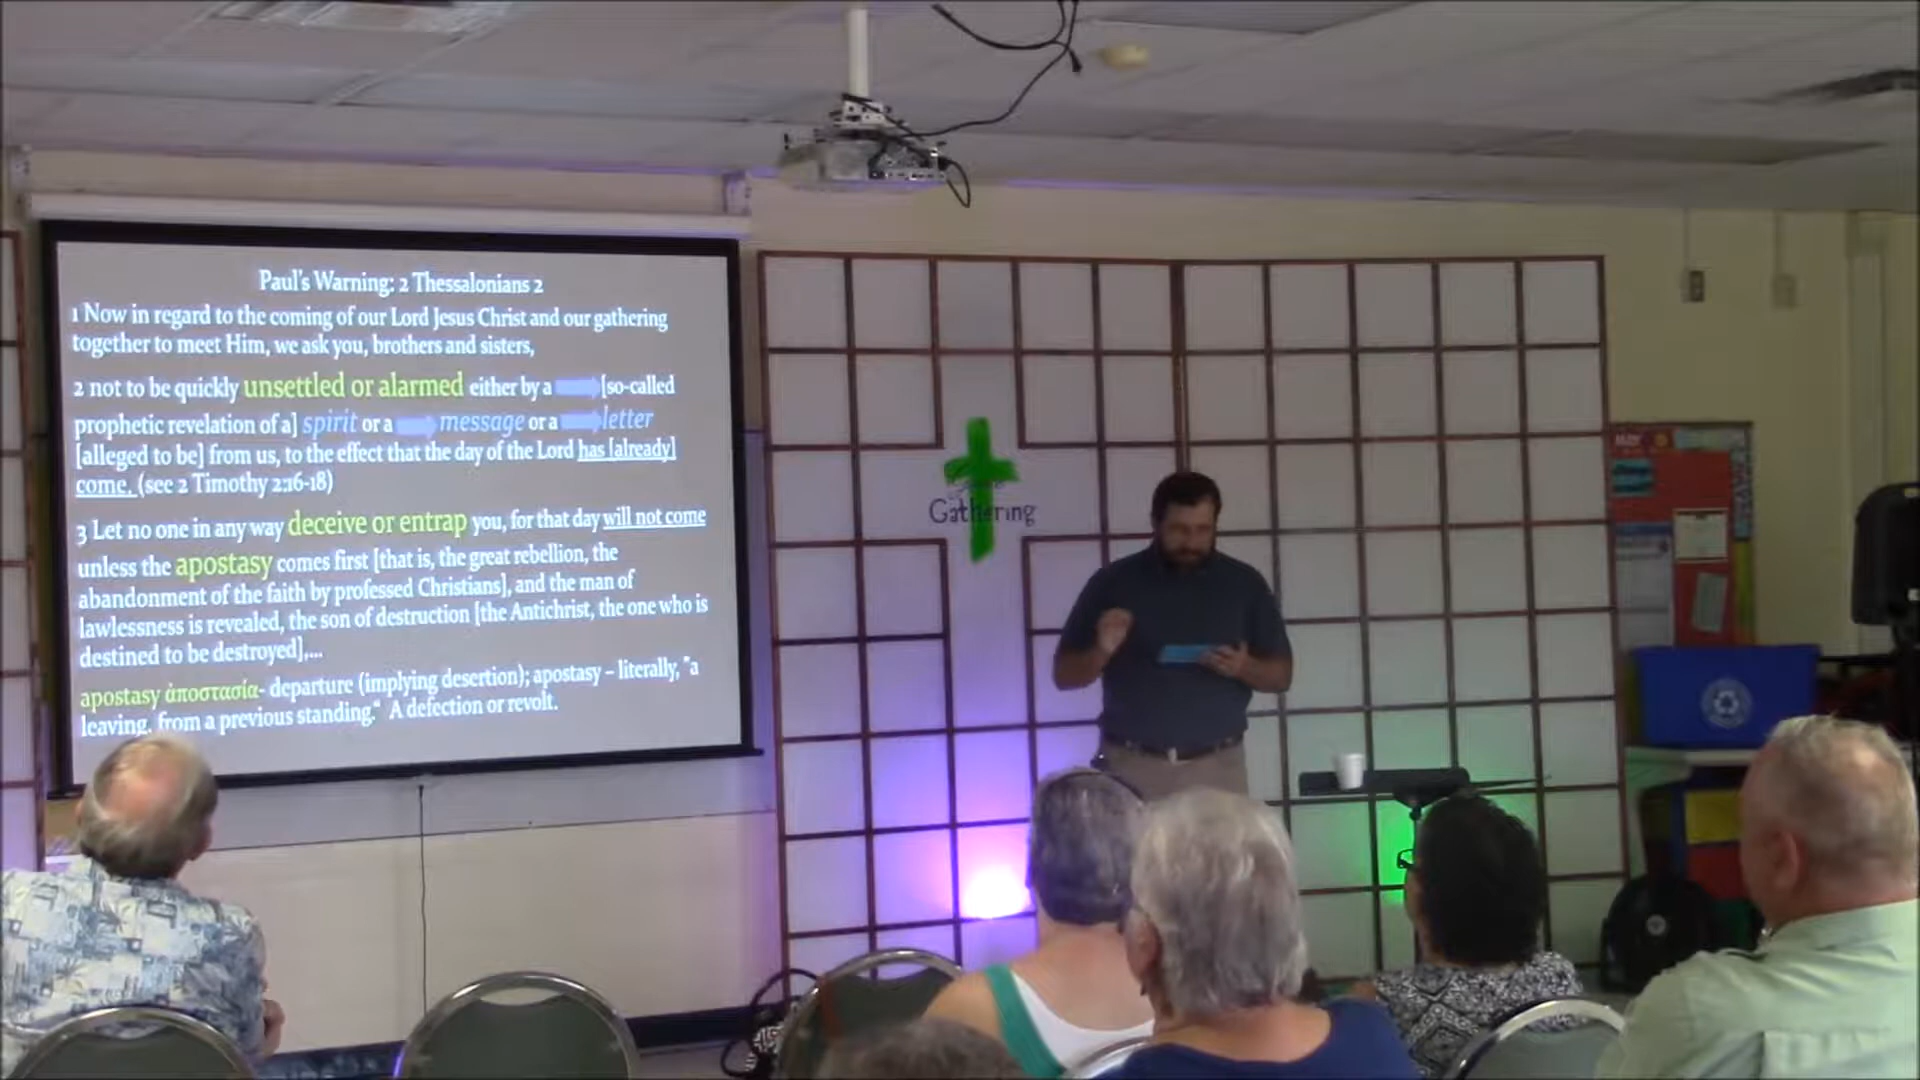 Paul's Warning: 2 Thessalonians 2
1 Now in regard to the coming of our Lord Jesus Christ and our gathering
together to meet Him, we ask you, brothers and sisters,
2 not to be quickly unsettled or alarmed either by a [so-called
prophetic revelation of a] spirit or a message or a letter
[alleged to be] from us, to the effect that the day of the Lord has [already]
come. (see 2 Timothy 2:16-18)
3 Let no one in any way deceive or entrap you, for that day will not come
unless the apostasy comes first [that is, the great rebellion, the
abandonment of the faith by professed Christians], and the man of
lawlessness is revealed, the son of destruction [the Antichrist, the one who is
destined to be destroyed],...
apostasy ἀποστασία- departure (implying desertion); apostasy – literally, "a
leaving, from a previous standing." A defection or revolt.
Gathering
MAY